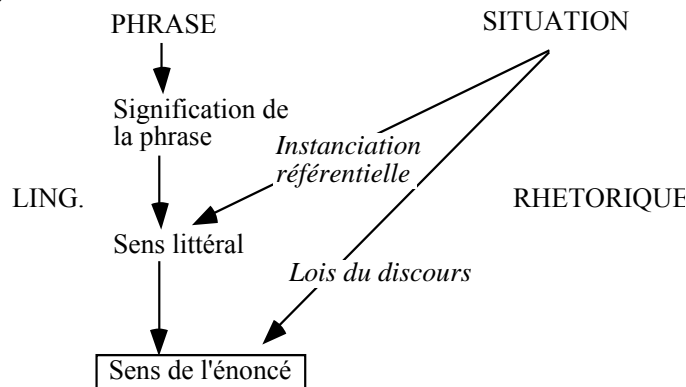 PHRASE
SITUATION
Signification de
la phrase
Instanciation
référentielle
LING.
RHETORIQUE
Sens littéral
Lois du discours
Sens de l'énoncé